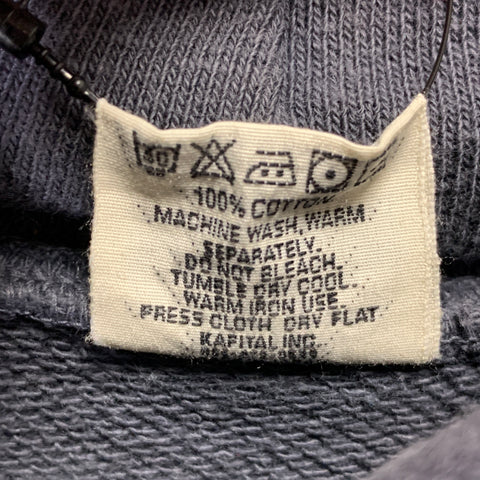 100% COTTON.
MACHINE WASH, WARM
SEPARATELY.
DO NOT BLEACH.
TUMBLE DRY COOL.
WARM IRON USE
PRESS CLOTH DRY FLAT
KAPITAL INC